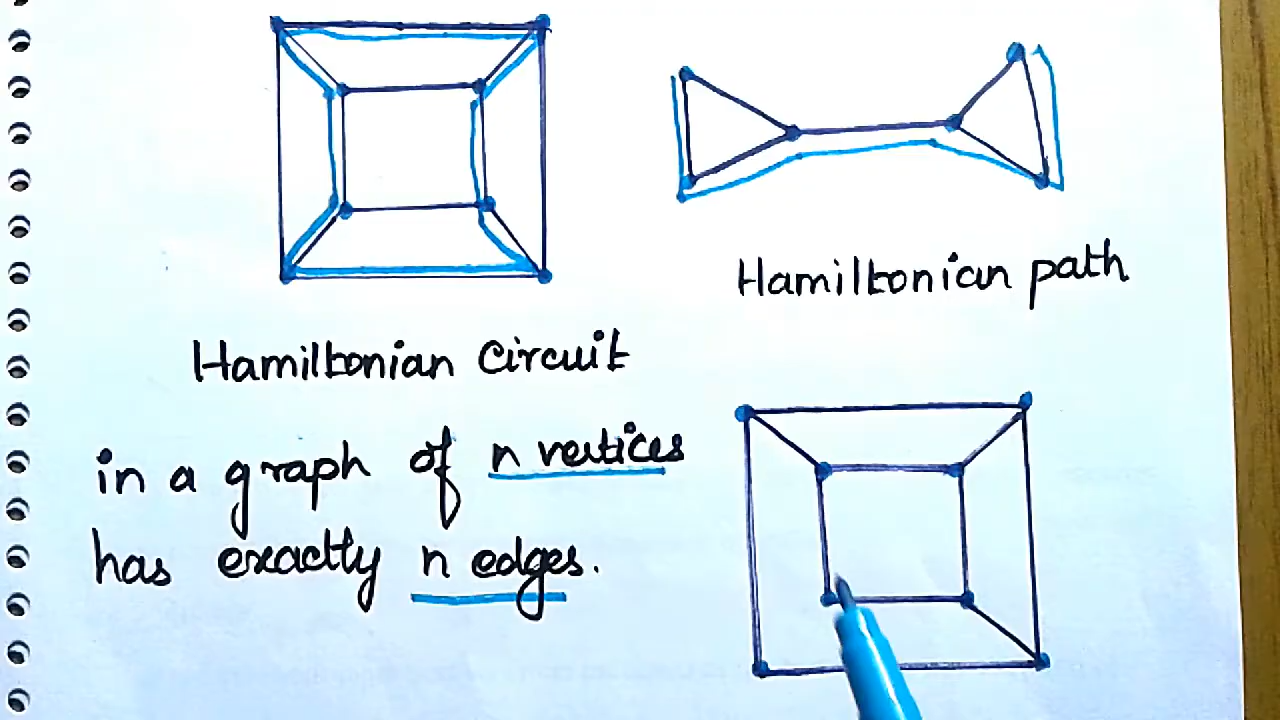 Hamiltonian path
Hamiltonian Circuit
in a graph of n vertices
has exactly n edges.